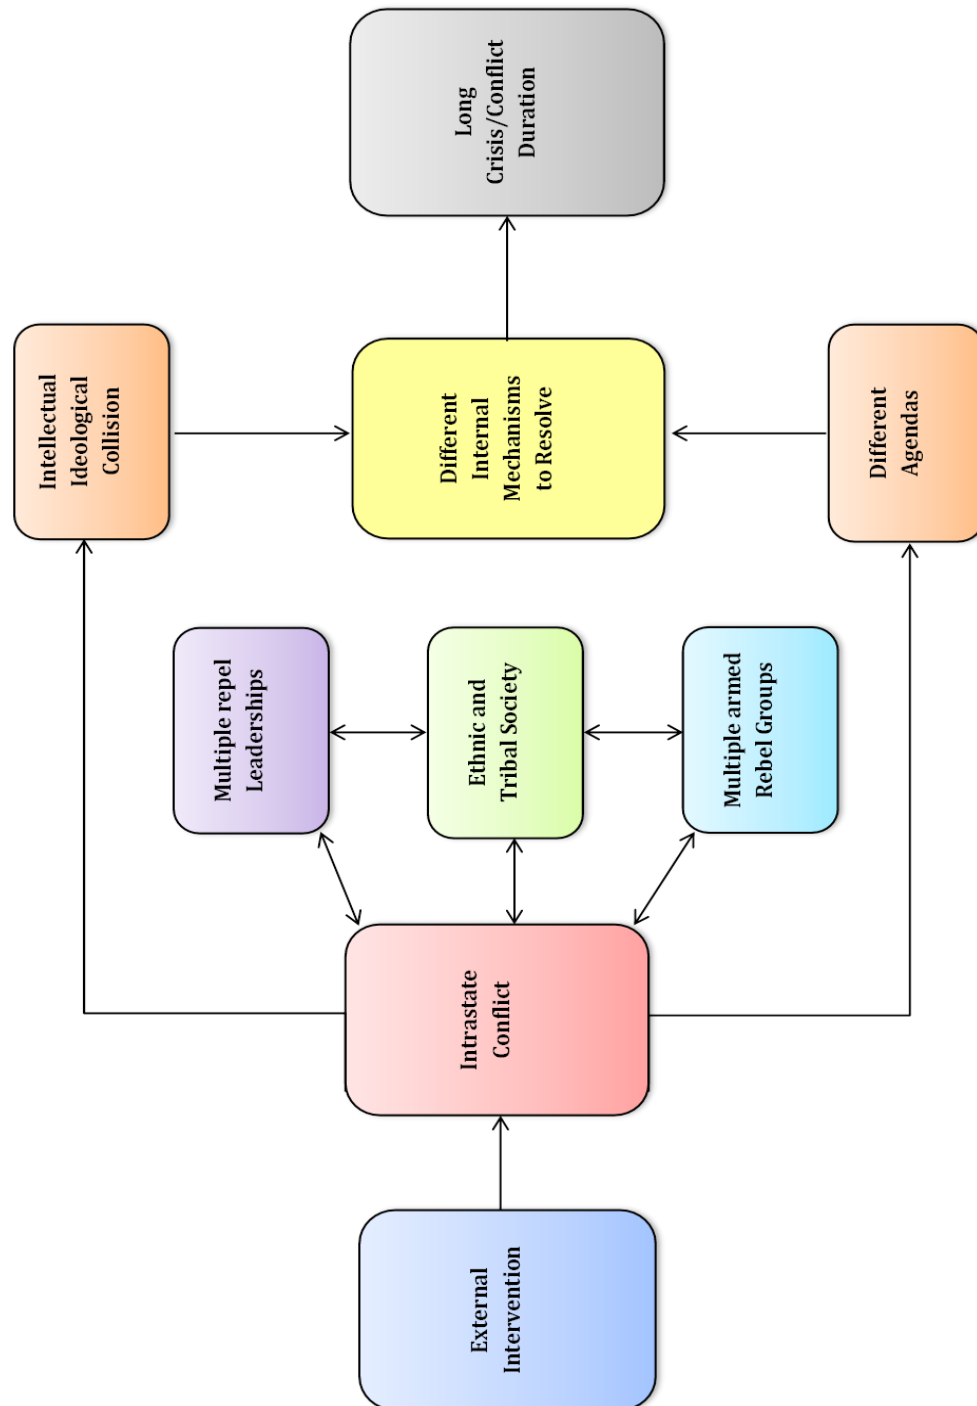 External
Intervention
Intrastate
Conflict
Multiple repel
Leaderships
Ethnic and
Tribal Society
Multiple armed
Rebel Groups
Intellectual
Ideological
Collision
Different
Internal
Mechanisms
to Resolve
Different
Agendas
Long
Crisis/Conflict
Duration